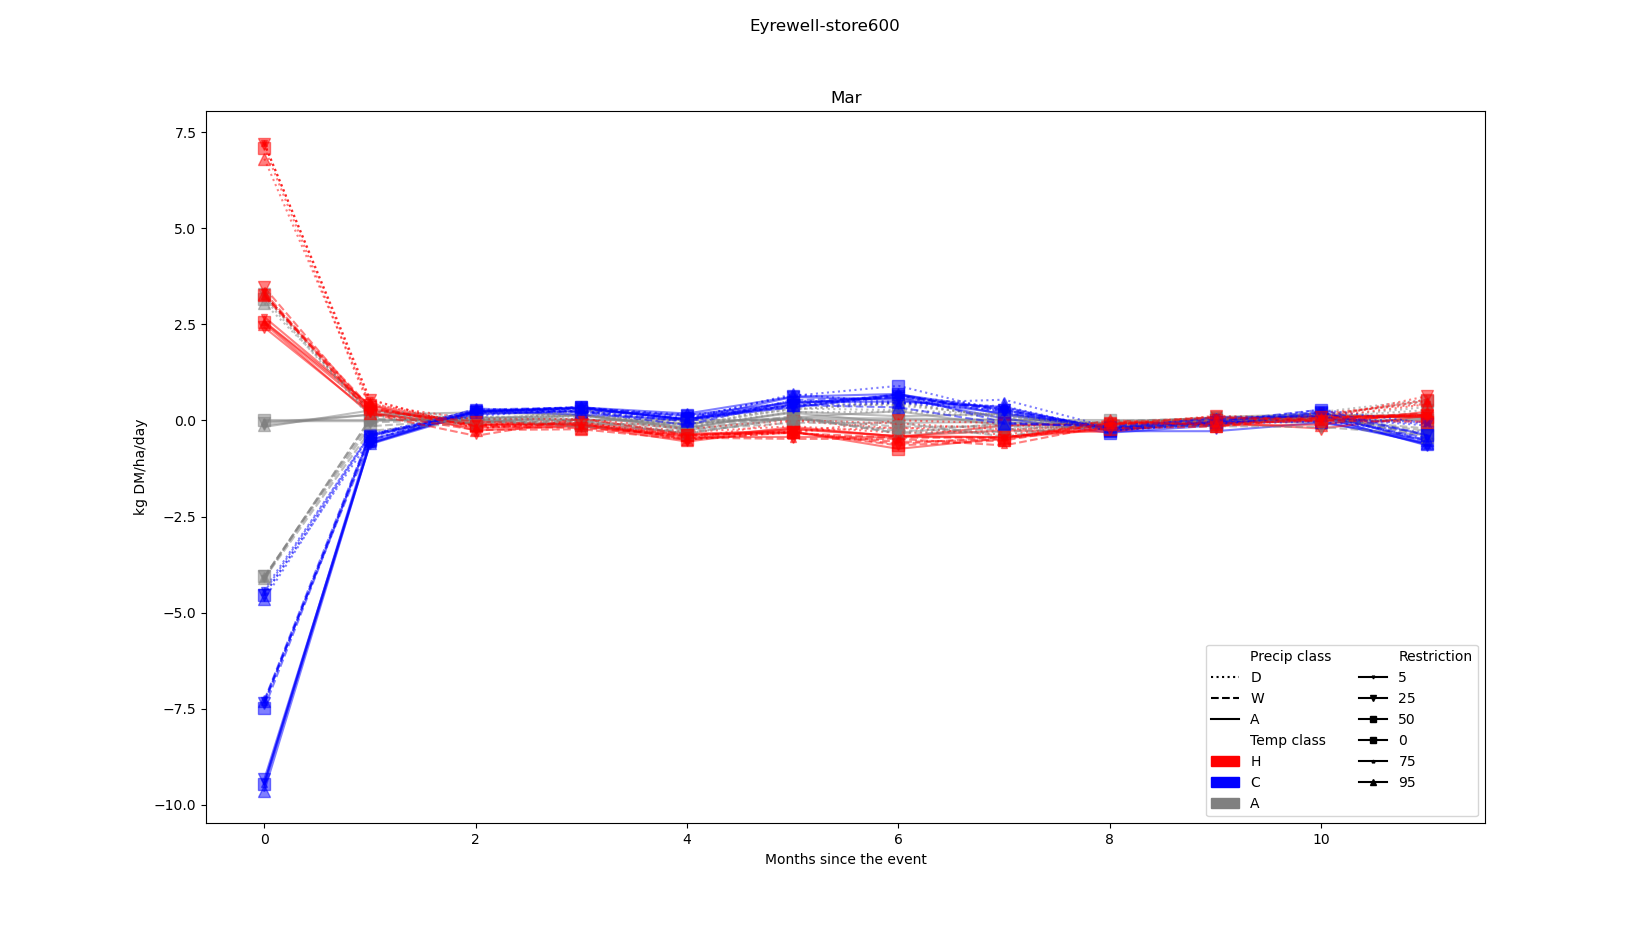 Eyrewell-store600
Mar
7.5
5.0
2.5
0.0
−2.5
−5.0
−7.5
−10.0
kg DM/ha/day
0 2 4 6 8 10
Months since the event
Precip class
D
W
A
Temp class
H
C
A
Restriction
5
25
50
0
75
95